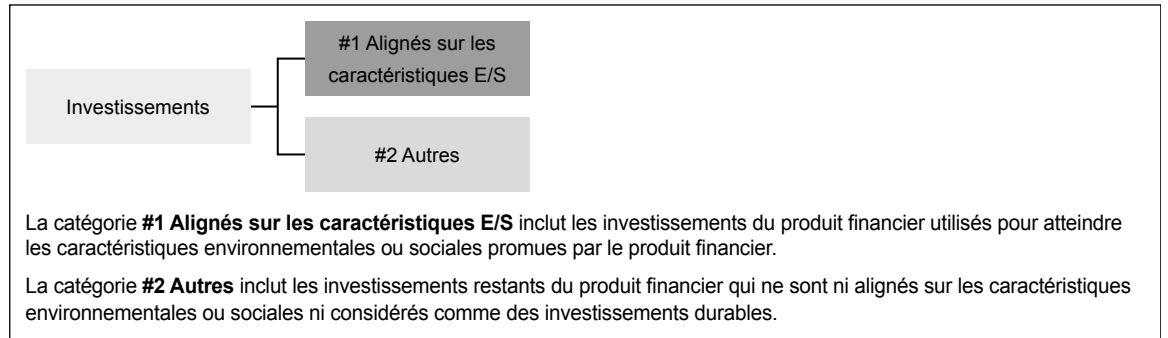 #1 Alignés sur les
caractéristiques E/S
Investissements
#2 Autres
La catégorie #1 Alignés sur les caractéristiques E/S inclut les investissements du produit financier utilisés pour atteindre
les caractéristiques environnementales ou sociales promues par le produit financier.
La catégorie #2 Autres inclut les investissements restants du produit financier qui ne sont ni alignés sur les caractéristiques
environnementales ou sociales ni considérés comme des investissements durables.